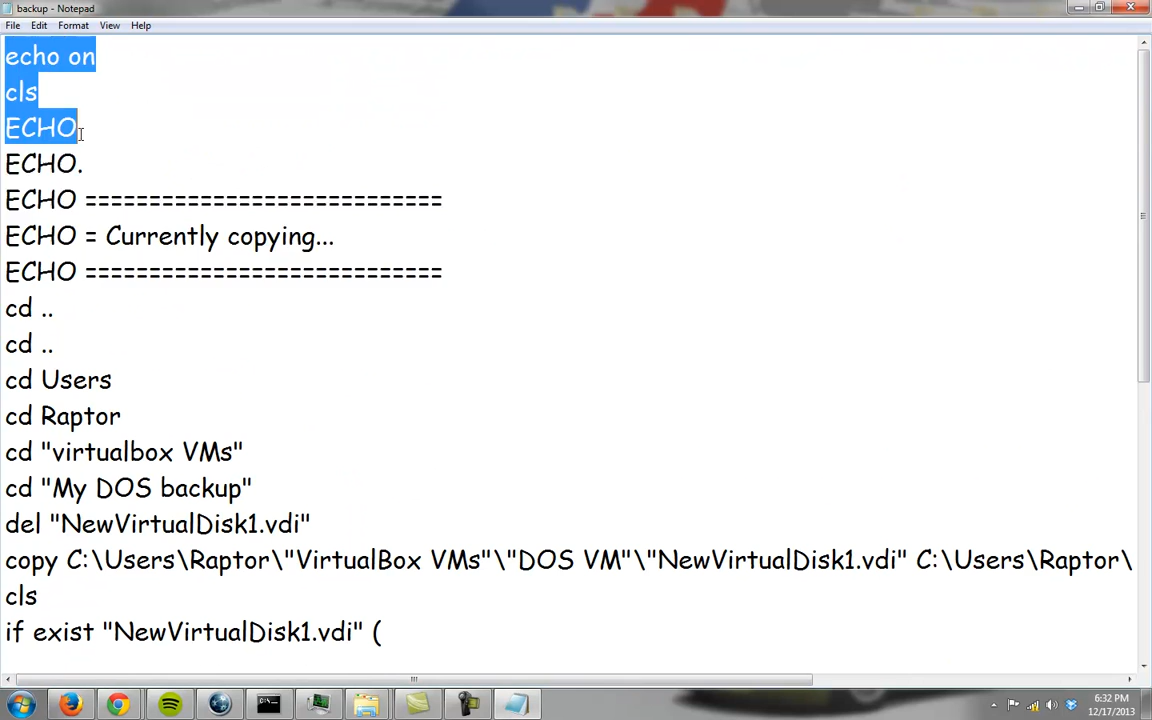 backup - Notepad
File Edit Format View Help
echo on
cls
ECHO.
ECHO.
ECHO ============================
ECHO = Currently copying...
ECHO ============================
cd ..
cd ..
cd Users
cd Raptor
cd "virtualbox VMs"
cd "My DOS backup"
del "NewVirtualDisk1.vdi"
copy C:\Users\Raptor\"VirtualBox VMs"\"DOS VM"\"NewVirtualDisk1.vdi" C:\Users\Raptor\
cls
if exist "NewVirtualDisk1.vdi" (
6:32 PM
12/17/2013